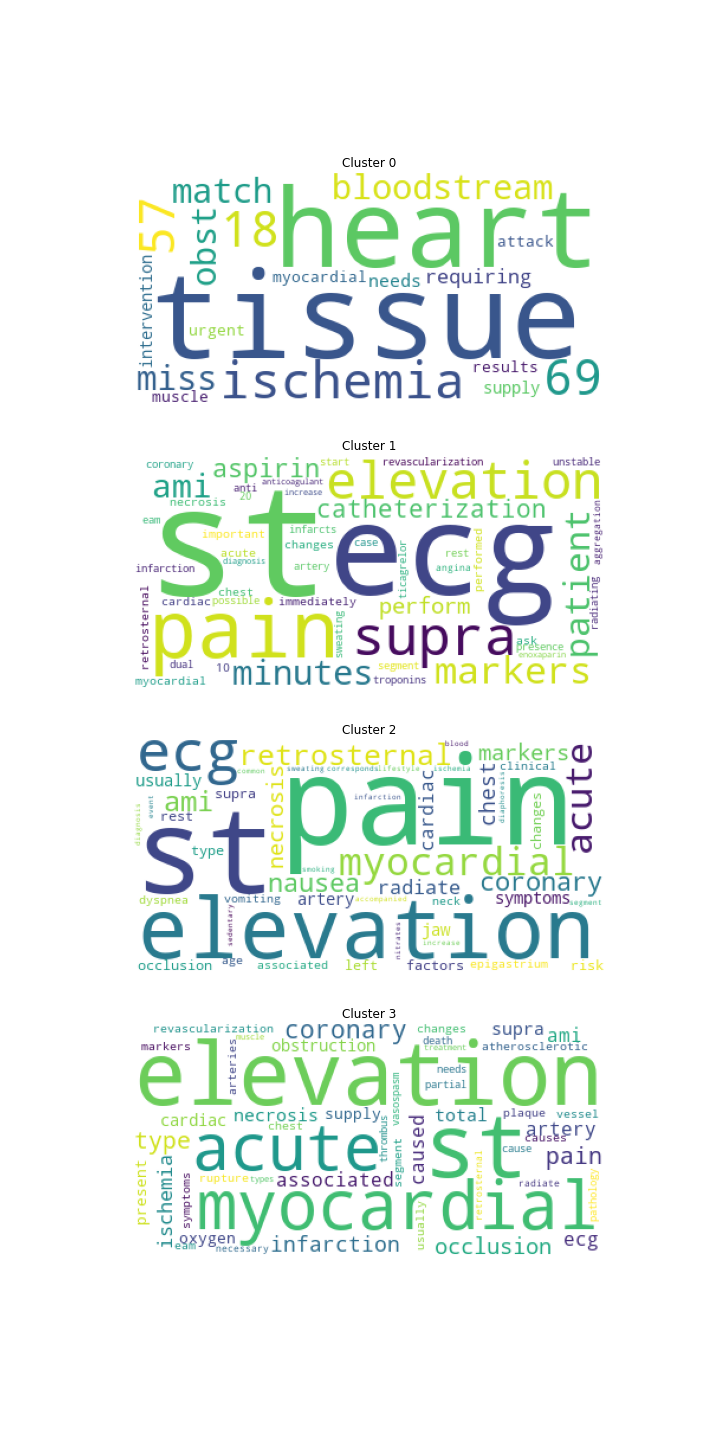 Cluster 0
match
bloodstream
57
obst
18
heart
attack
intervention
myocardial
needs
requiring
tissue
urgent
miss
ischemia
results
supply
69
muscle
Cluster 1
coronary
aspirin
start
revascularization
unstable
ami
anti
anticoagulant
elevation
necrosis
20
increase
catheterization
eam
st
ecg
important
infarcts
changes
case
acute
diagnosis
artery
ticagrelor
rest
angina
performed
patient
aggregation
radiating
infarction
chest
cardiac
possible
immediately
retrosternal
perform
pain
sweating
supra
ask
presence
enoxaparin
dual
10
minutes
segment
troponins
markers
myocardial
Cluster 2
ecg
retrosternal
blood
markers
acute
common
sweating
corresponds
lifestyle
ischemia
clinical
usually
necrosis
pain
cardiac
chest
diaphoresis
changes
ami
supra
infarction
event
diagnosis
rest
st
type
smoking
myocardial
nausea
radiate
coronary
dyspnea
vomiting
artery
accompanied
neck
symptoms
segment
sedentary
elevation
nitrates
jaw
increase
occlusion
age
associated
left
factors
epigastrium
risk
Cluster 3
revascularization
muscle
coronary
changes
supra
ami
markers
arteries
obstruction
death
treatment
atherosclerotic
elevation
needs
partial
vasospasm
cardiac
necrosis
supply
total
plaque
vessel
chest
thrombus
artery
type
acute
segment
caused
st
causes
cause
pain
present
ischemia
symptoms
rupture
types
associated
retrosternal
radiate
pathology
myocardial
usually
oxygen
eam
necessary
infarction
occlusion
ecg